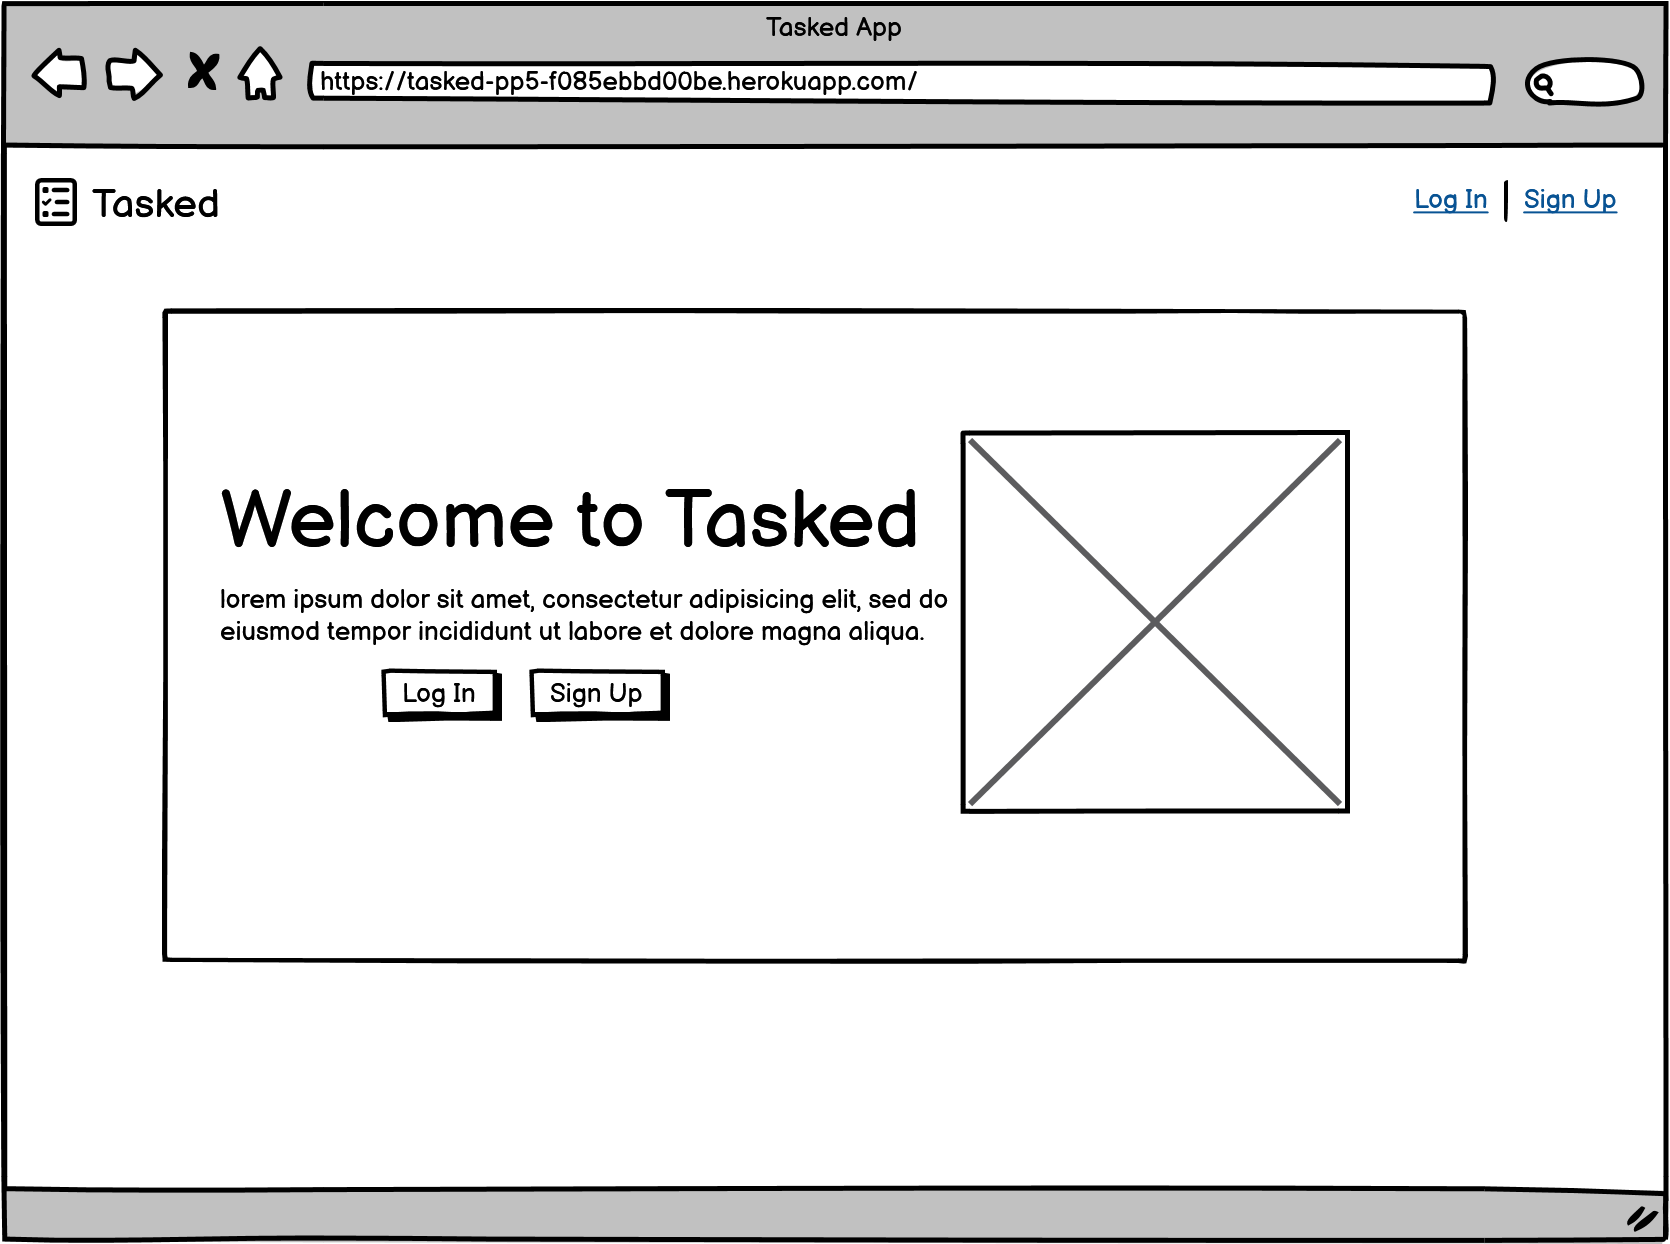 Tasked App
https://tasked-pp5-f085ebbd00be.herokuapp.com/
Tasked
Log In
Sign Up
Welcome to Tasked
lorem ipsum dolor sit amet, consectetur adipisicing elit, sed do
eiusmod tempor incididunt ut labore et dolore magna aliqua.
Log In
Sign Up